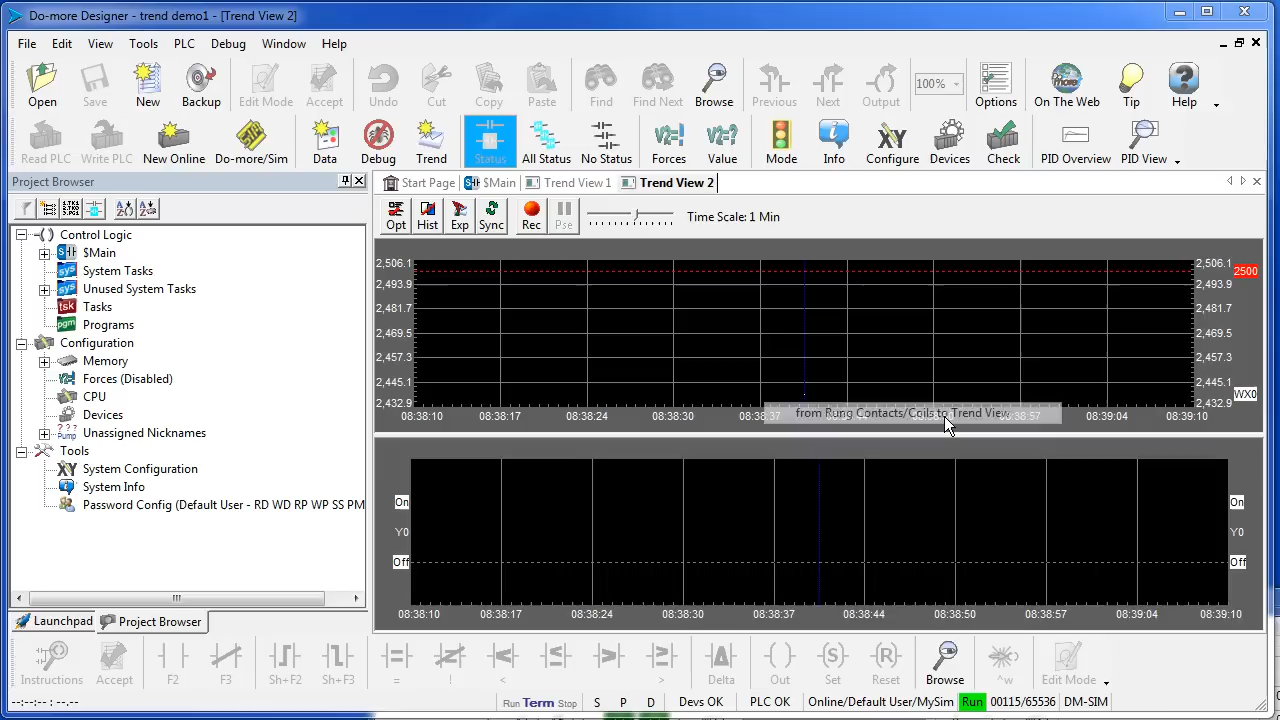 Do-more Designer - trend demo1 - [Trend View 2]
File Edit View Tools PLC Debug Window Help
Open Save New Backup Edit Mode Accept Undo Cut Copy Paste Find Find Next Browse Previous Next Output 100% Options On The Web Tip Help
Read PLC Write PLC New Online Do-more/Sim Data Debug Trend Status All Status No Status Forces Value Mode Info Configure Devices Check PID Overview PID View
Project Browser
Start Page $Main Trend View 1 Trend View 2
Opt Hist Exp Sync Rec Pse Time Scale: 1 Min
Control Logic
$Main
System Tasks
Unused System Tasks
Tasks
Programs
Configuration
Memory
Forces (Disabled)
CPU
Devices
Unassigned Nicknames
Tools
System Configuration
System Info
Password Config (Default User - RD WD RP WP SS PM
Launchpad Project Browser
2,506.1 2,506.1 2500
2,493.9 2,493.9
2,481.7 2,481.7
2,469.5 2,469.5
2,457.3 2,457.3
2,445.1 2,445.1 WX0
2,432.9 2,432.9
08:38:10 08:38:17 08:38:24 08:38:30 08:38:37 08:38:57 08:39:04 08:39:10
from Rung Contacts/Coils to Trend View
On On
Y0 Y0
Off Off
08:38:10 08:38:17 08:38:24 08:38:30 08:38:37 08:38:44 08:38:50 08:38:57 08:39:04 08:39:10
Instructions Accept F2 F3 Sh+F2 Sh+F3 = ! < > Delta Out Set Reset Browse ^w Edit Mode
--:--:-- : --,-- Run Term Stop S P D Devs OK PLC OK Online/Default User/MySim Run 00115/65536 DM-SIM